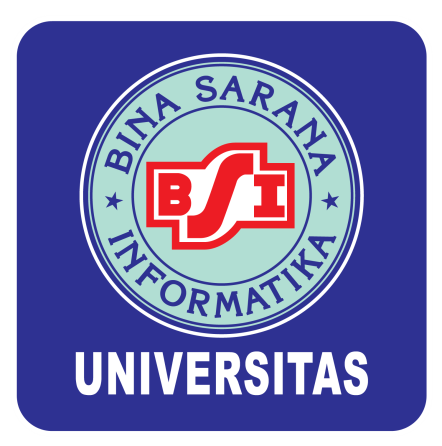 BINA SARANA
BSI
INFORMATIKA
UNIVERSITAS